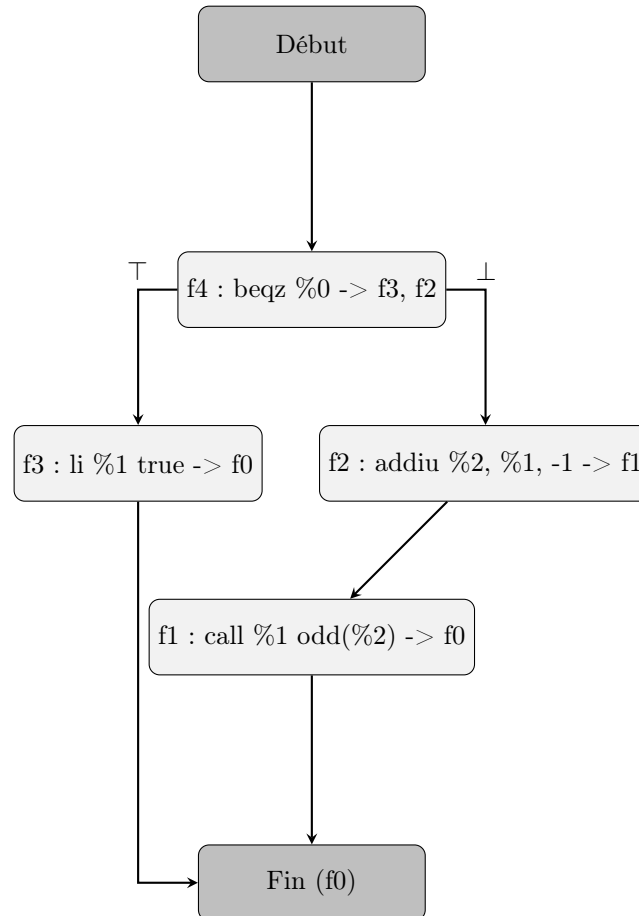 Début
⊤
⊥
f4 : beqz %0 -> f3, f2
f3 : li %1 true -> f0
f2 : addiu %2, %1, -1 -> f1
f1 : call %1 odd(%2) -> f0
Fin (f0)